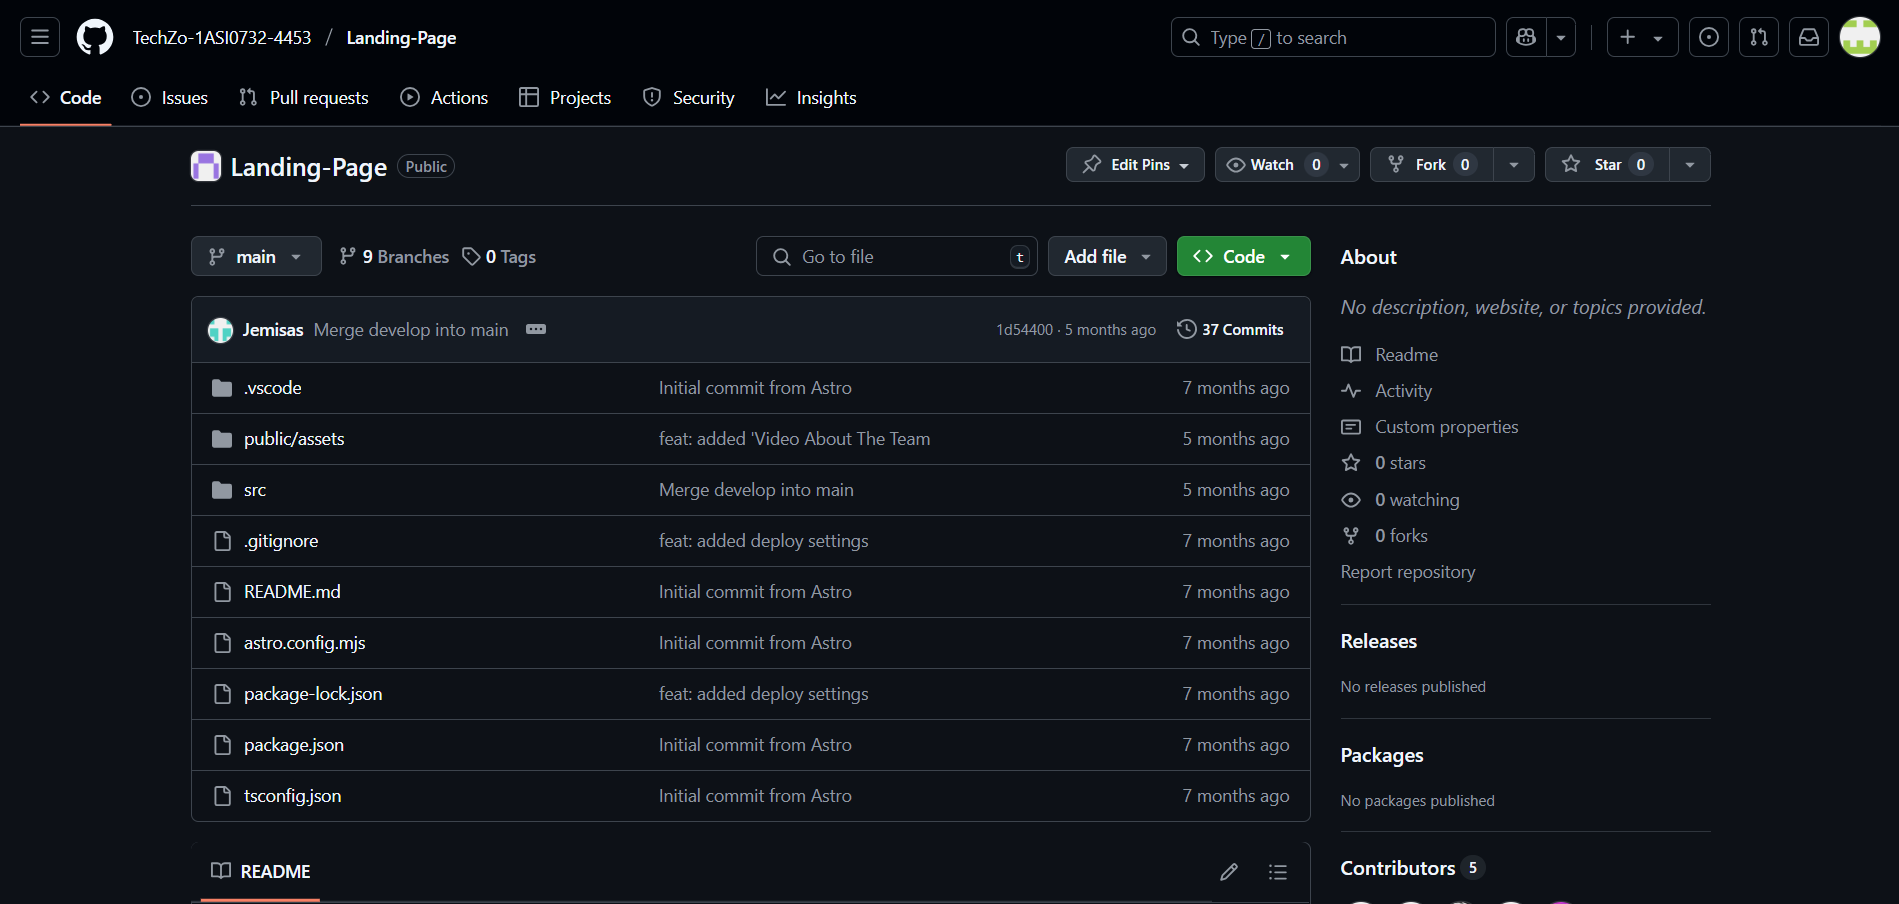 TechZo-1ASI0732-4453 / Landing-Page
Type / to search
Code Issues Pull requests Actions Projects Security Insights
Landing-Page Public
Edit Pins Watch 0 Fork 0 Star 0
main 9 Branches 0 Tags
Go to file t
Add file Code
Jemisas Merge develop into main 1d54400 · 5 months ago 37 Commits
.vscode Initial commit from Astro 7 months ago
public/assets feat: added 'Video About The Team 5 months ago
src Merge develop into main 5 months ago
.gitignore feat: added deploy settings 7 months ago
README.md Initial commit from Astro 7 months ago
astro.config.mjs Initial commit from Astro 7 months ago
package-lock.json feat: added deploy settings 7 months ago
package.json Initial commit from Astro 7 months ago
tsconfig.json Initial commit from Astro 7 months ago
README
About
No description, website, or topics provided.
Readme
Activity
Custom properties
0 stars
0 watching
0 forks
Report repository
Releases
No releases published
Packages
No packages published
Contributors 5